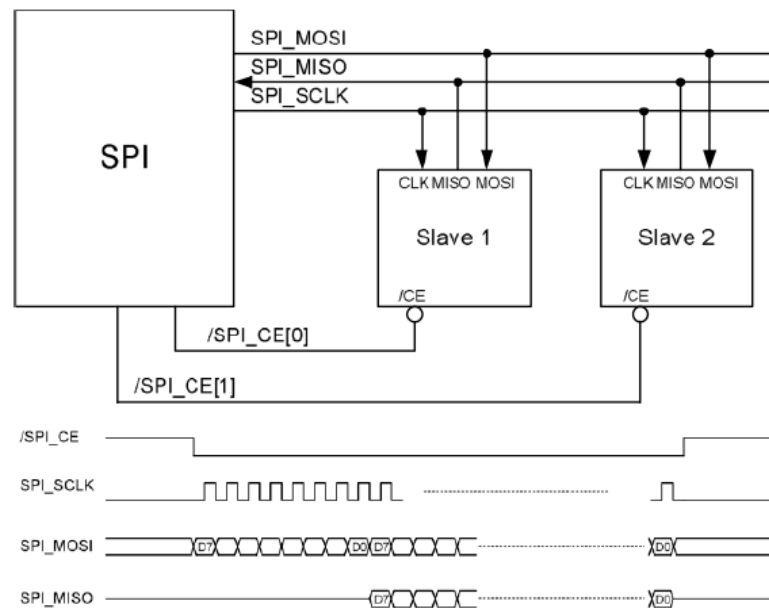 SPI_MOSI
SPI_MISO
SPI_SCLK
SPI
CLK MISO MOSI
CLK MISO MOSI
Slave 1
Slave 2
/CE
/CE
/SPI_CE[0]
/SPI_CE[1]
/SPI_CE
SPI_SCLK
SPI_MOSI
D7 D0 D7 D0
SPI_MISO
D7 D0